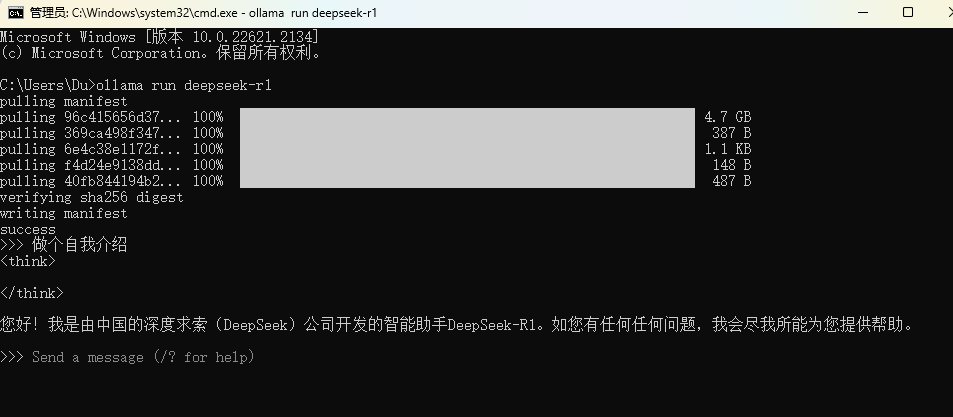 管理员: C:\Windows\system32\cmd.exe - ollama  run deepseek-r1
Microsoft Windows [版本 10.0.22621.2134]
(c) Microsoft Corporation。保留所有权利。
C:\Users\Du>ollama run deepseek-r1
pulling manifest
pulling 96c415656d37... 100% 4.7 GB
pulling 369ca498f347... 100% 387 B
pulling 6e4c38e1172f... 100% 1.1 KB
pulling f4d24e9138dd... 100% 148 B
pulling 40fb844194b2... 100% 487 B
verifying sha256 digest
writing manifest
success
>>> 做个自我介绍
<think>
</think>
您好！我是由中国的深度求索（DeepSeek）公司开发的智能助手DeepSeek-R1。如您有任何任何问题，我会尽我所能为您提供帮助。
>>> Send a message (/? for help)